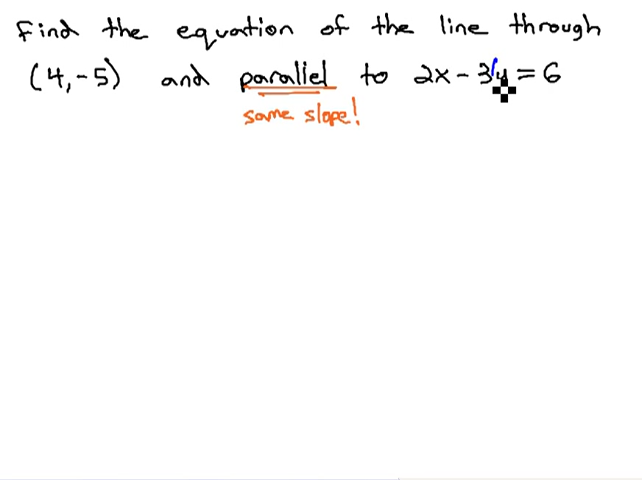 Find the equation of the line through
(4,-5) and parallel to 2x - 3y = 6
same slope!